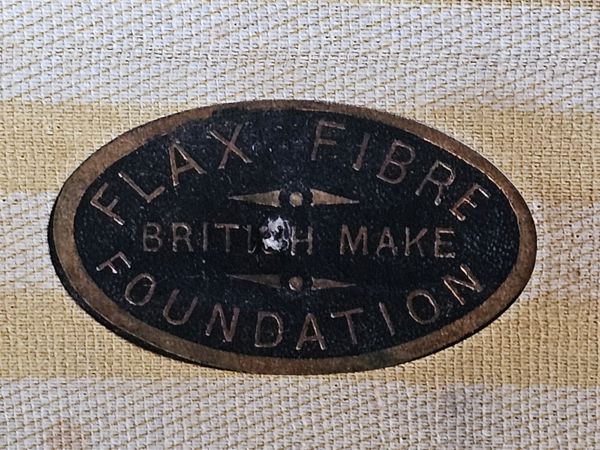 FLAX FIBRE
BRITISH MAKE
FOUNDATION